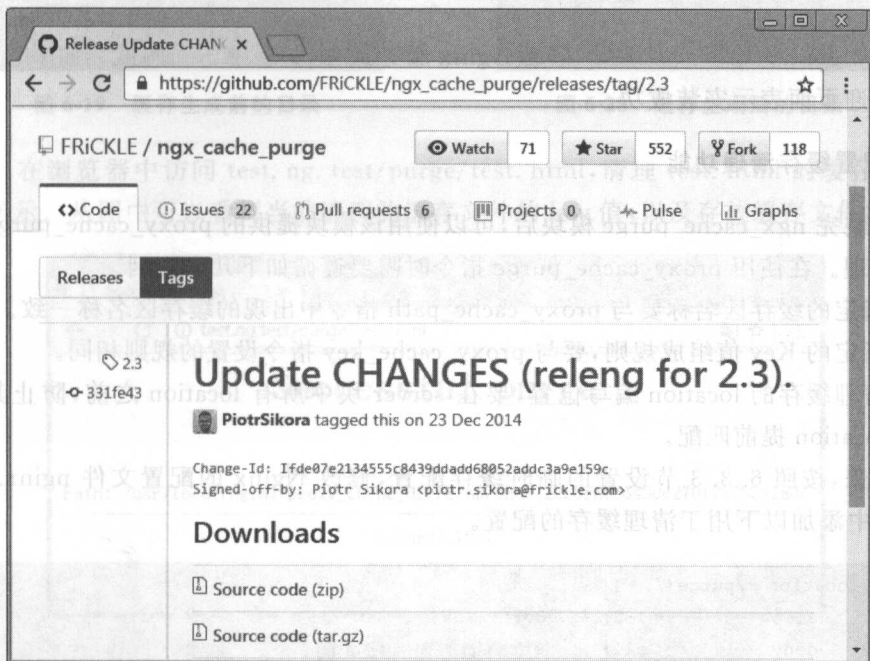 Release Update CHAN
https://github.com/FRiCKLE/ngx_cache_purge/releases/tag/2.3
FRiCKLE / ngx_cache_purge
Watch 71 Star 552 Fork 118
Code Issues 22 Pull requests 6 Projects 0 Pulse Graphs
Releases Tags
2.3
331fe43
Update CHANGES (releng for 2.3).
PiotrSikora tagged this on 23 Dec 2014
Change-Id: Ifde07e2134555c8439ddadd68052addc3a9e159c
Signed-off-by: Piotr Sikora <piotr.sikora@frickle.com>
Downloads
Source code (zip)
Source code (tar.gz)